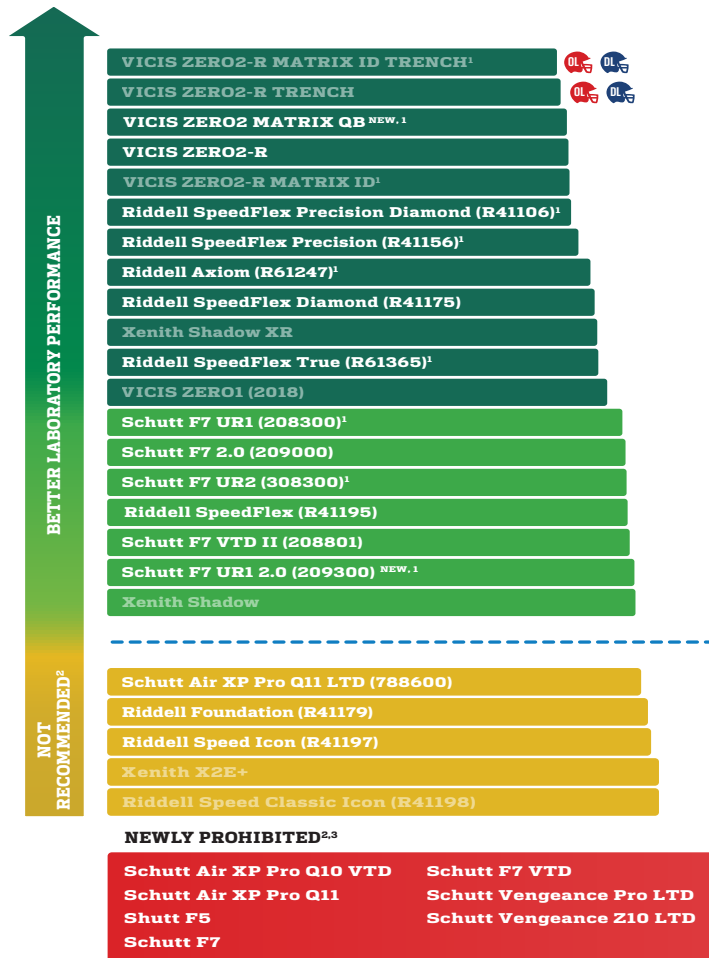 BETTER LABORATORY PERFORMANCE
VICIS ZERO2-R MATRIX ID TRENCH¹ OL DL
VICIS ZERO2-R TRENCH OL DL
VICIS ZERO2 MATRIX QB NEW, 1
VICIS ZERO2-R
VICIS ZERO2-R MATRIX ID¹
Riddell SpeedFlex Precision Diamond (R41106)¹
Riddell SpeedFlex Precision (R41156)¹
Riddell Axiom (R61247)¹
Riddell SpeedFlex Diamond (R41175)
Xenith Shadow XR
Riddell SpeedFlex True (R61365)¹
VICIS ZERO1 (2018)
Schutt F7 UR1 (208300)¹
Schutt F7 2.0 (209000)
Schutt F7 UR2 (308300)¹
Riddell SpeedFlex (R41195)
Schutt F7 VTD II (208801)
Schutt F7 UR1 2.0 (209300) NEW, 1
Xenith Shadow
NOT
RECOMMENDED²
Schutt Air XP Pro Q11 LTD (788600)
Riddell Foundation (R41179)
Riddell Speed Icon (R41197)
Xenith X2E+
Riddell Speed Classic Icon (R41198)
NEWLY PROHIBITED²,³
Schutt Air XP Pro Q10 VTD
Schutt Air XP Pro Q11
Shutt F5
Schutt F7
Schutt F7 VTD
Schutt Vengeance Pro LTD
Schutt Vengeance Z10 LTD